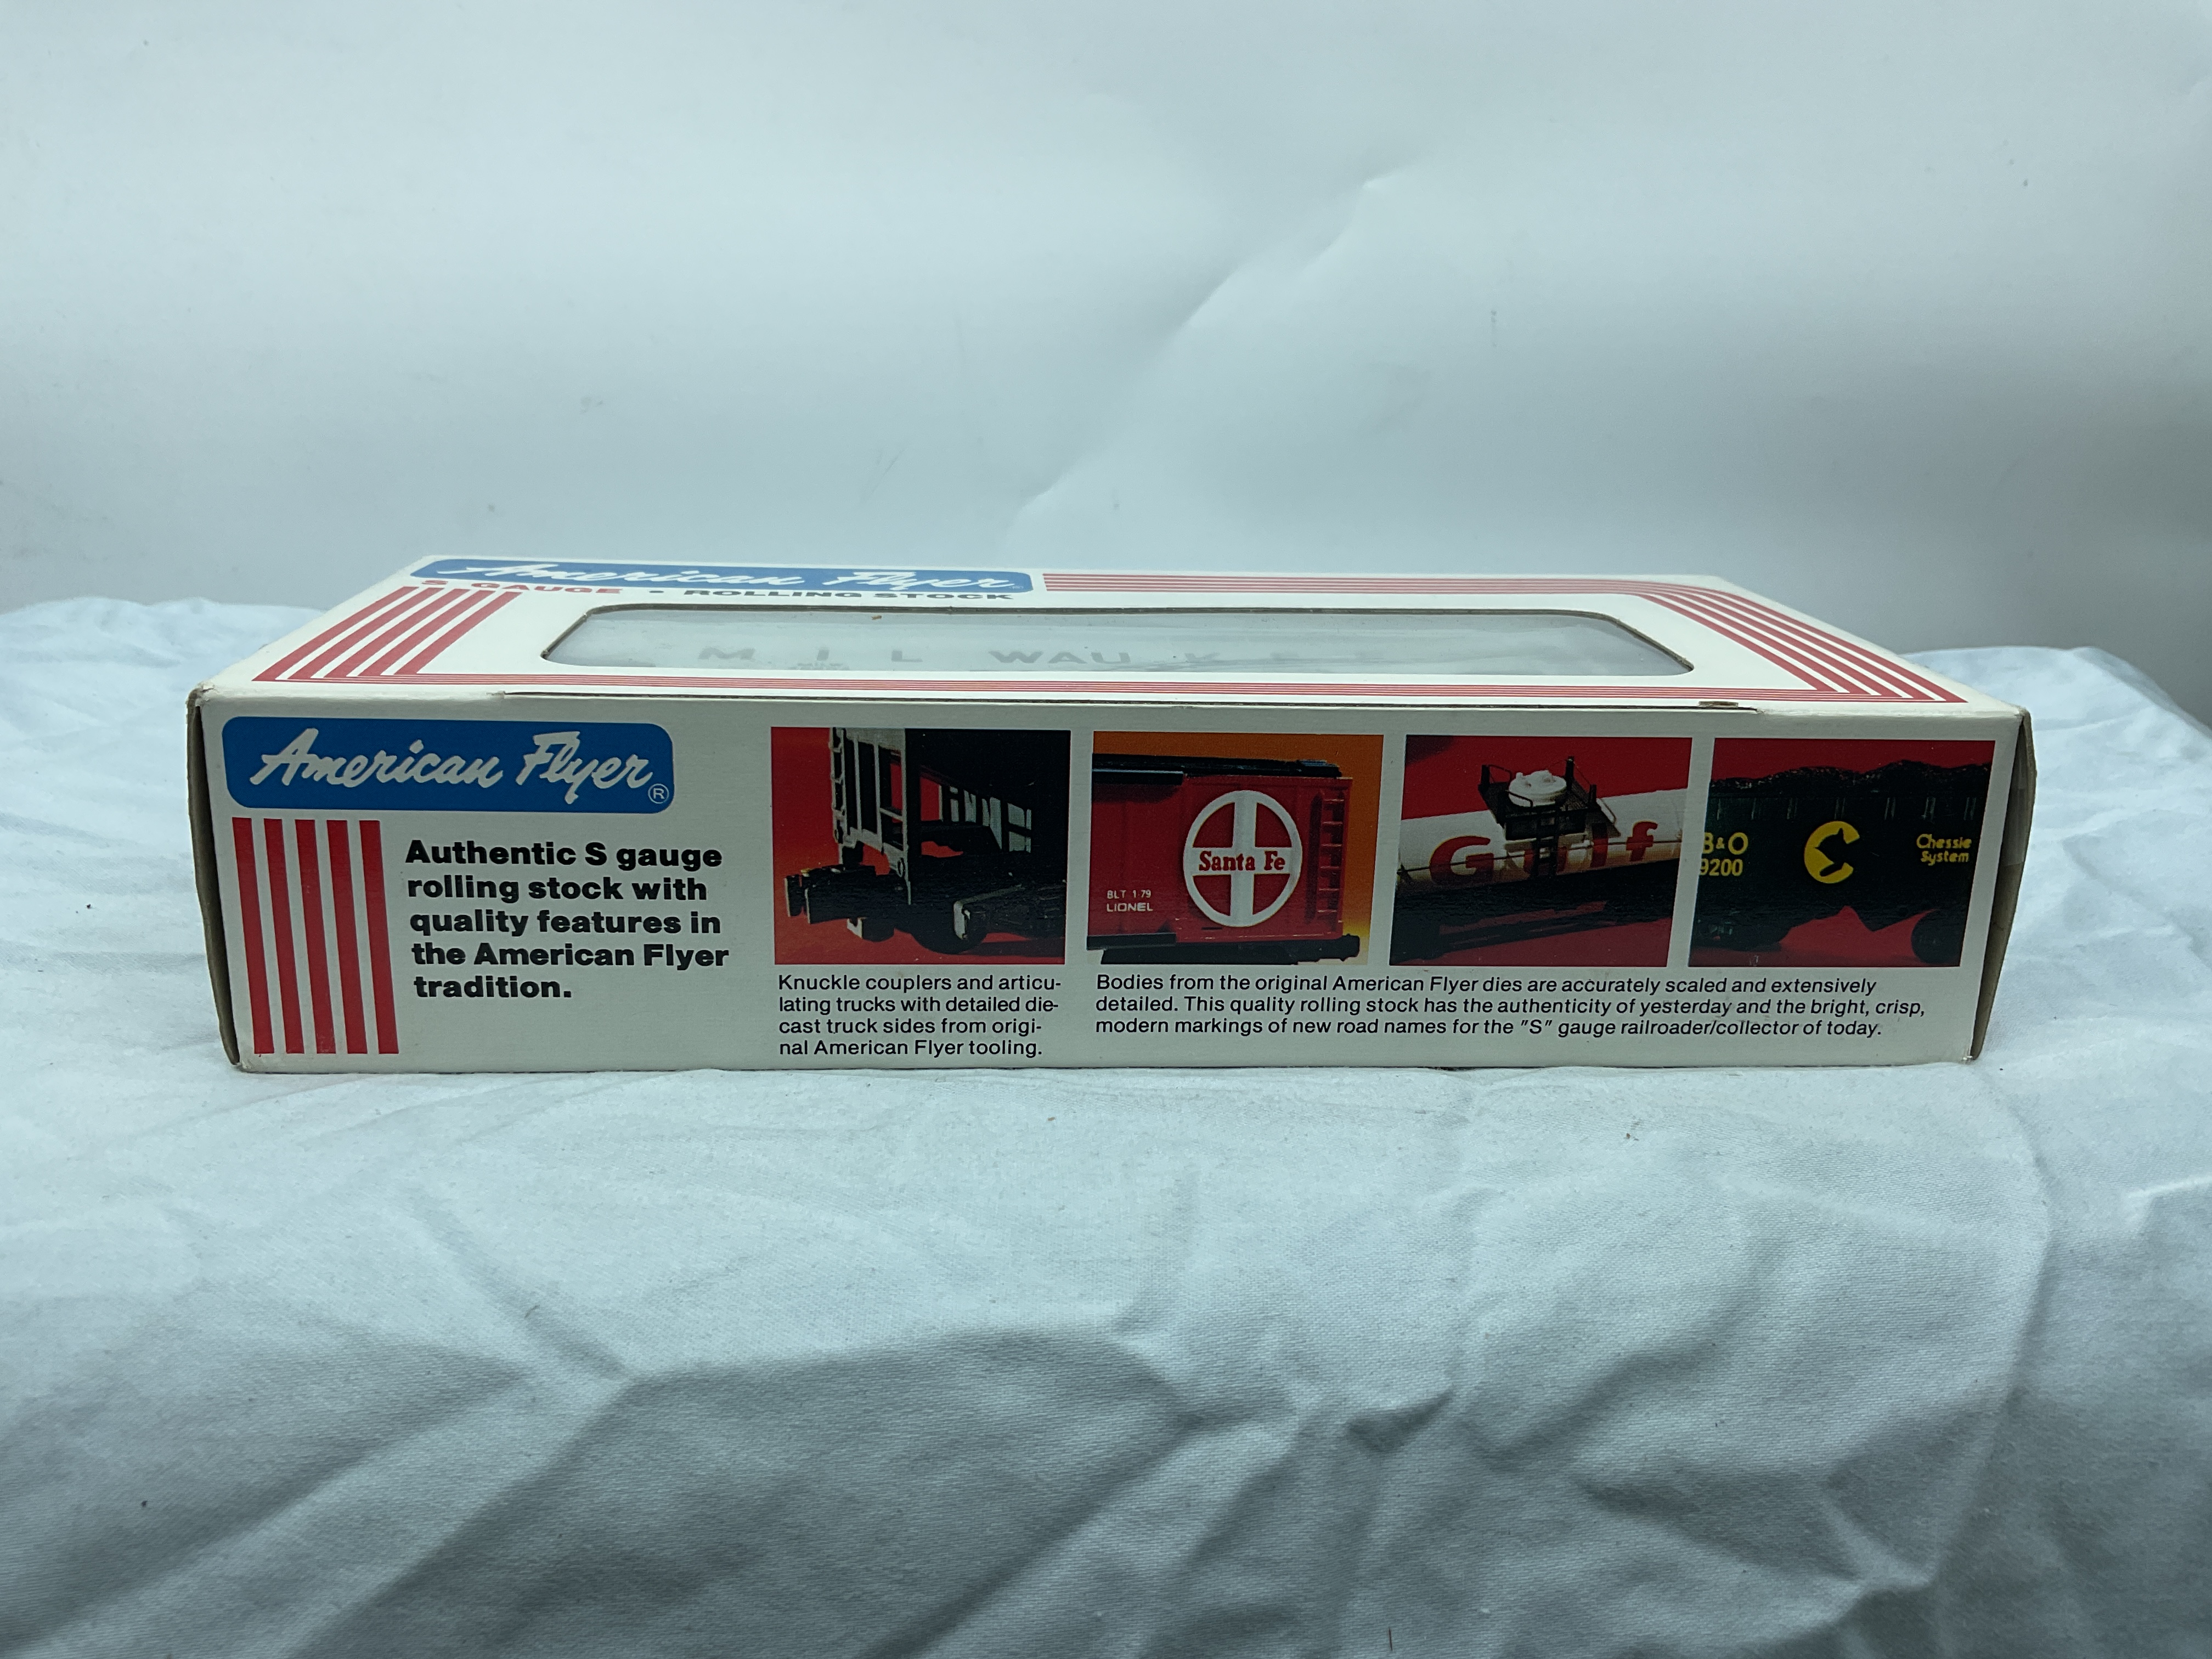 American Flyer
S GAUGE • ROLLING STOCK
MILWAUKEE
American Flyer®
Authentic S gauge
rolling stock with
quality features in
the American Flyer
tradition.
Santa Fe
BLT 1-79
LIONEL
Gulf
B&O
9200
Chessie
System
Knuckle couplers and articu-
lating trucks with detailed die-
cast truck sides from origi-
nal American Flyer tooling.
Bodies from the original American Flyer dies are accurately scaled and extensively
detailed. This quality rolling stock has the authenticity of yesterday and the bright, crisp,
modern markings of new road names for the "S" gauge railroader/collector of today.